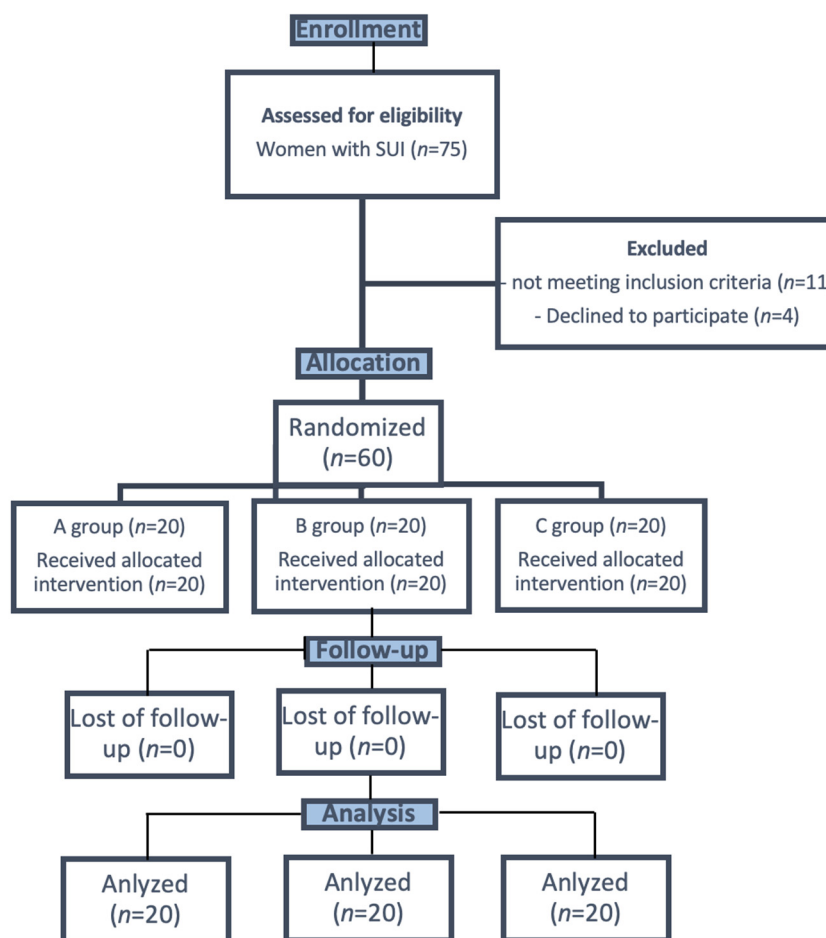 Enrollment
Assessed for eligibility
Women with SUI (n=75)
Excluded
- not meeting inclusion criteria (n=11
- Declined to participate (n=4)
Allocation
Randomized
(n=60)
A group (n=20)
Received allocated
intervention (n=20)
B group (n=20)
Received allocated
intervention (n=20)
C group (n=20)
Received allocated
intervention (n=20)
Follow-up
Lost of follow-
up (n=0)
Lost of follow-
up (n=0)
Lost of follow-
up (n=0)
Analysis
Anlyzed
(n=20)
Anlyzed
(n=20)
Anlyzed
(n=20)